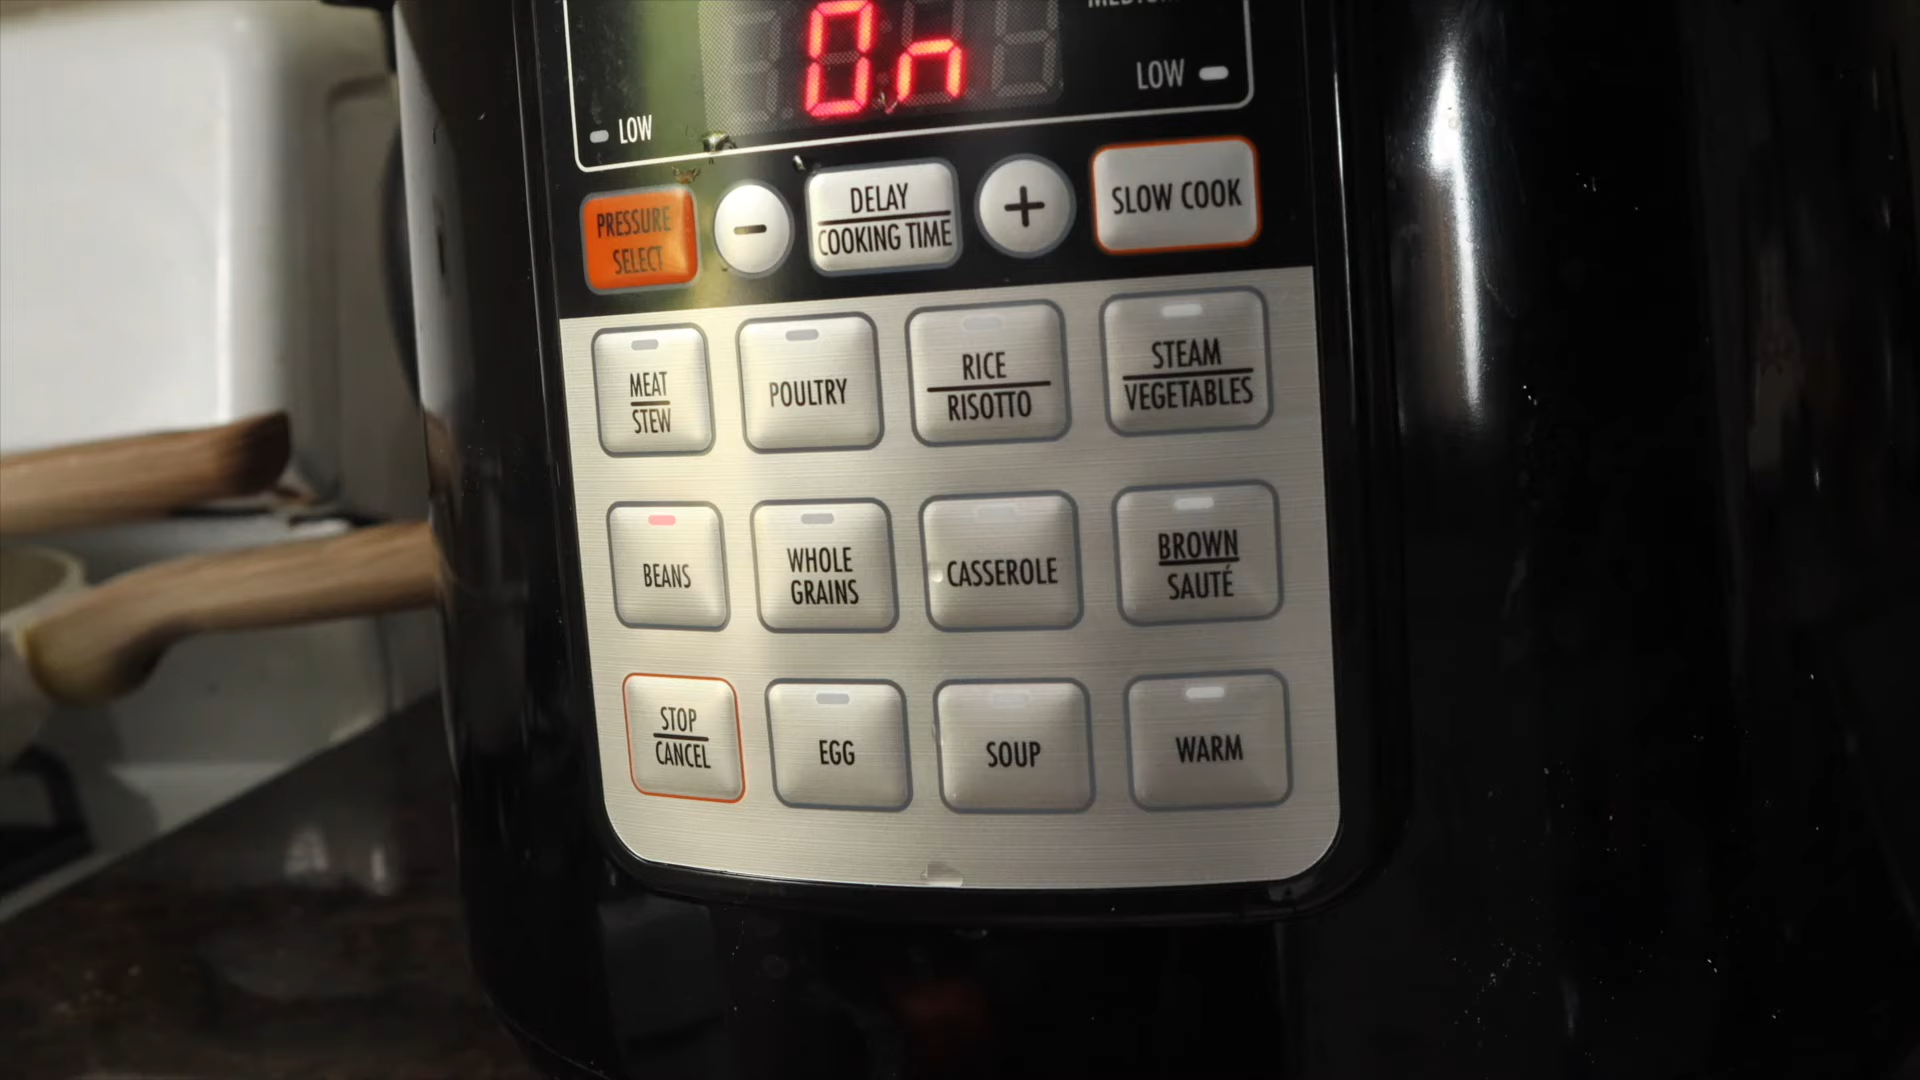 On
LOW
LOW
PRESSURE
SELECT
−
DELAY
COOKING TIME
+
SLOW COOK
MEAT
STEW
POULTRY
RICE
RISOTTO
STEAM
VEGETABLES
BEANS
WHOLE
GRAINS
CASSEROLE
BROWN
SAUTÉ
STOP
CANCEL
EGG
SOUP
WARM